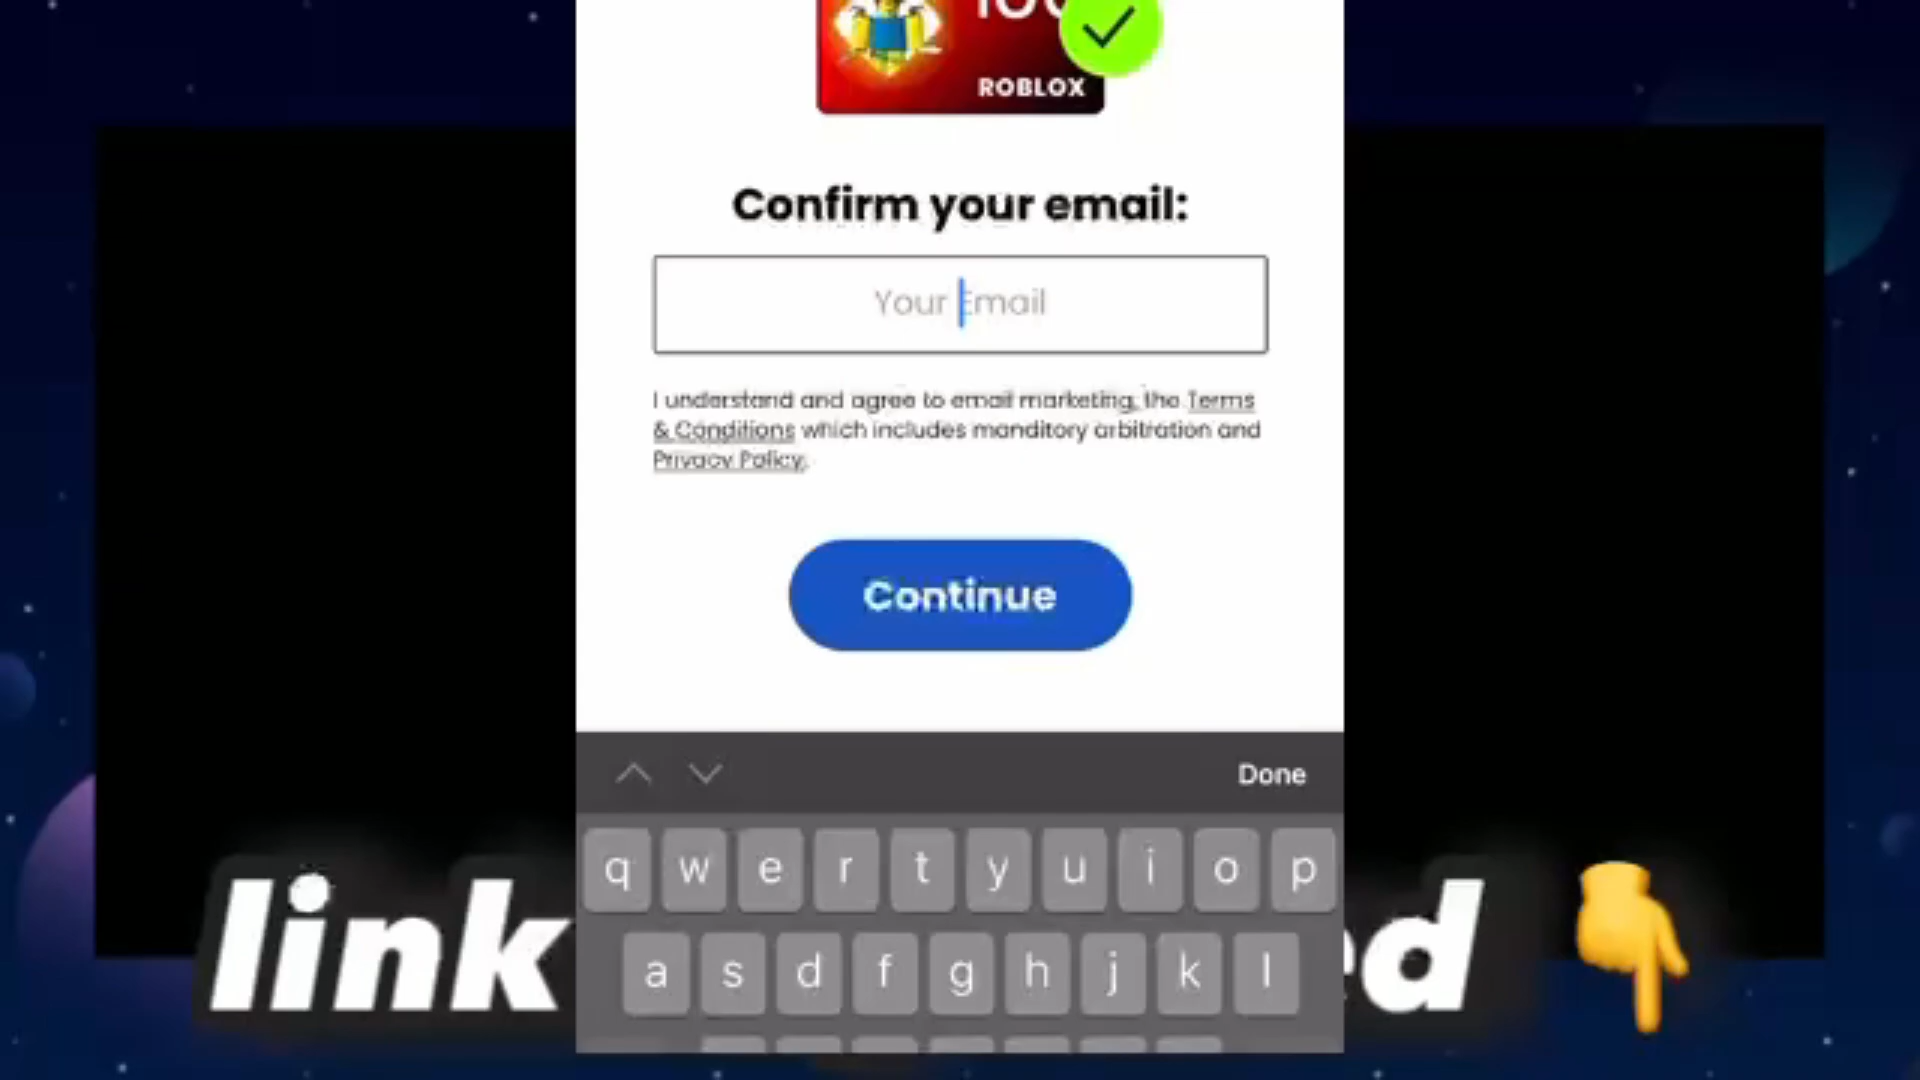 ROBLOX
Confirm your email:
Your Email
I understand and agree to email marketing, the Terms
& Conditions which includes manditory arbitration and
Privacy Policy.
Continue
Done
q w e r t y u i o p
a s d f g h j k l
link